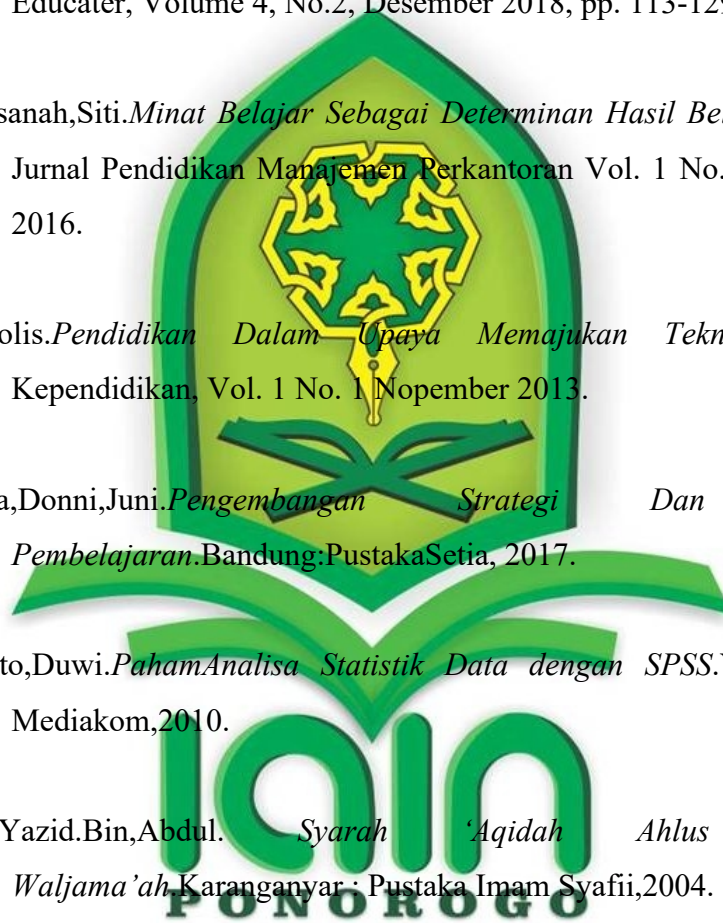 Educater, Volume 4, No.2, Desember 2018, pp. 113-129
sanah,Siti.Minat Belajar Sebagai Determinan Hasil Be
Jurnal Pendidikan Manajemen Perkantoran Vol. 1 No.
2016.
olis.Pendidikan Dalam Upaya Memajukan Tekn
Kependidikan, Vol. 1 No. 1 Nopember 2013.
a,Donni,Juni.Pengembangan Strategi Dan
Pembelajaran.Bandung:PustakaSetia, 2017.
to,Duwi.PahamAnalisa Statistik Data dengan SPSS.
Mediakom,2010.
Yazid.Bin,Abdul. Syarah ‘Aqidah Ahlus
Waljama’ah.Karanganyar : Pustaka Imam Syafii,2004.
iain
PONOROGO